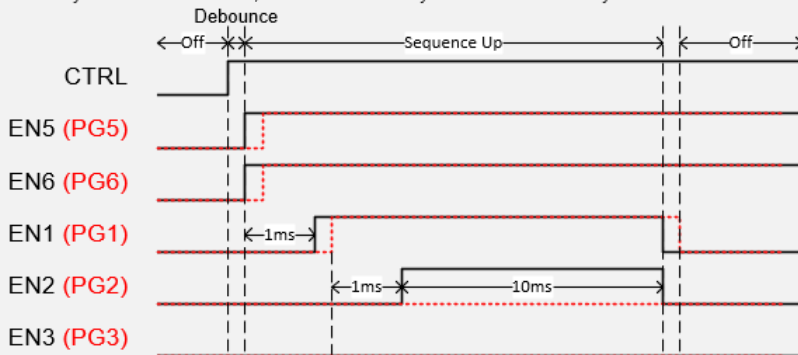 Debounce
Off Sequence Up Off
CTRL
EN5 (PG5)
EN6 (PG6)
EN1 (PG1) 1ms
EN2 (PG2) 1ms 10ms
EN3 (PG3)